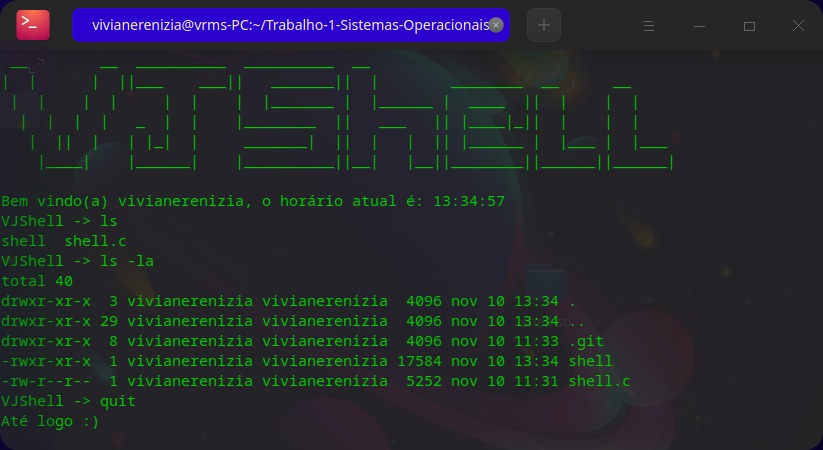 vivianerenizia@vrms-PC:~/Trabalho-1-Sistemas-Operacionais
VJShell
Bem vindo(a) vivianerenizia, o horário atual é: 13:34:57
VJShell -> ls
shell  shell.c
VJShell -> ls -la
total 40
drwxr-xr-x  3 vivianerenizia vivianerenizia  4096 nov 10 13:34 .
drwxr-xr-x 29 vivianerenizia vivianerenizia  4096 nov 10 13:34 ..
drwxr-xr-x  8 vivianerenizia vivianerenizia  4096 nov 10 11:33 .git
-rwxr-xr-x  1 vivianerenizia vivianerenizia 17584 nov 10 13:34 shell
-rw-r--r--  1 vivianerenizia vivianerenizia  5252 nov 10 11:31 shell.c
VJShell -> quit
Até logo :)